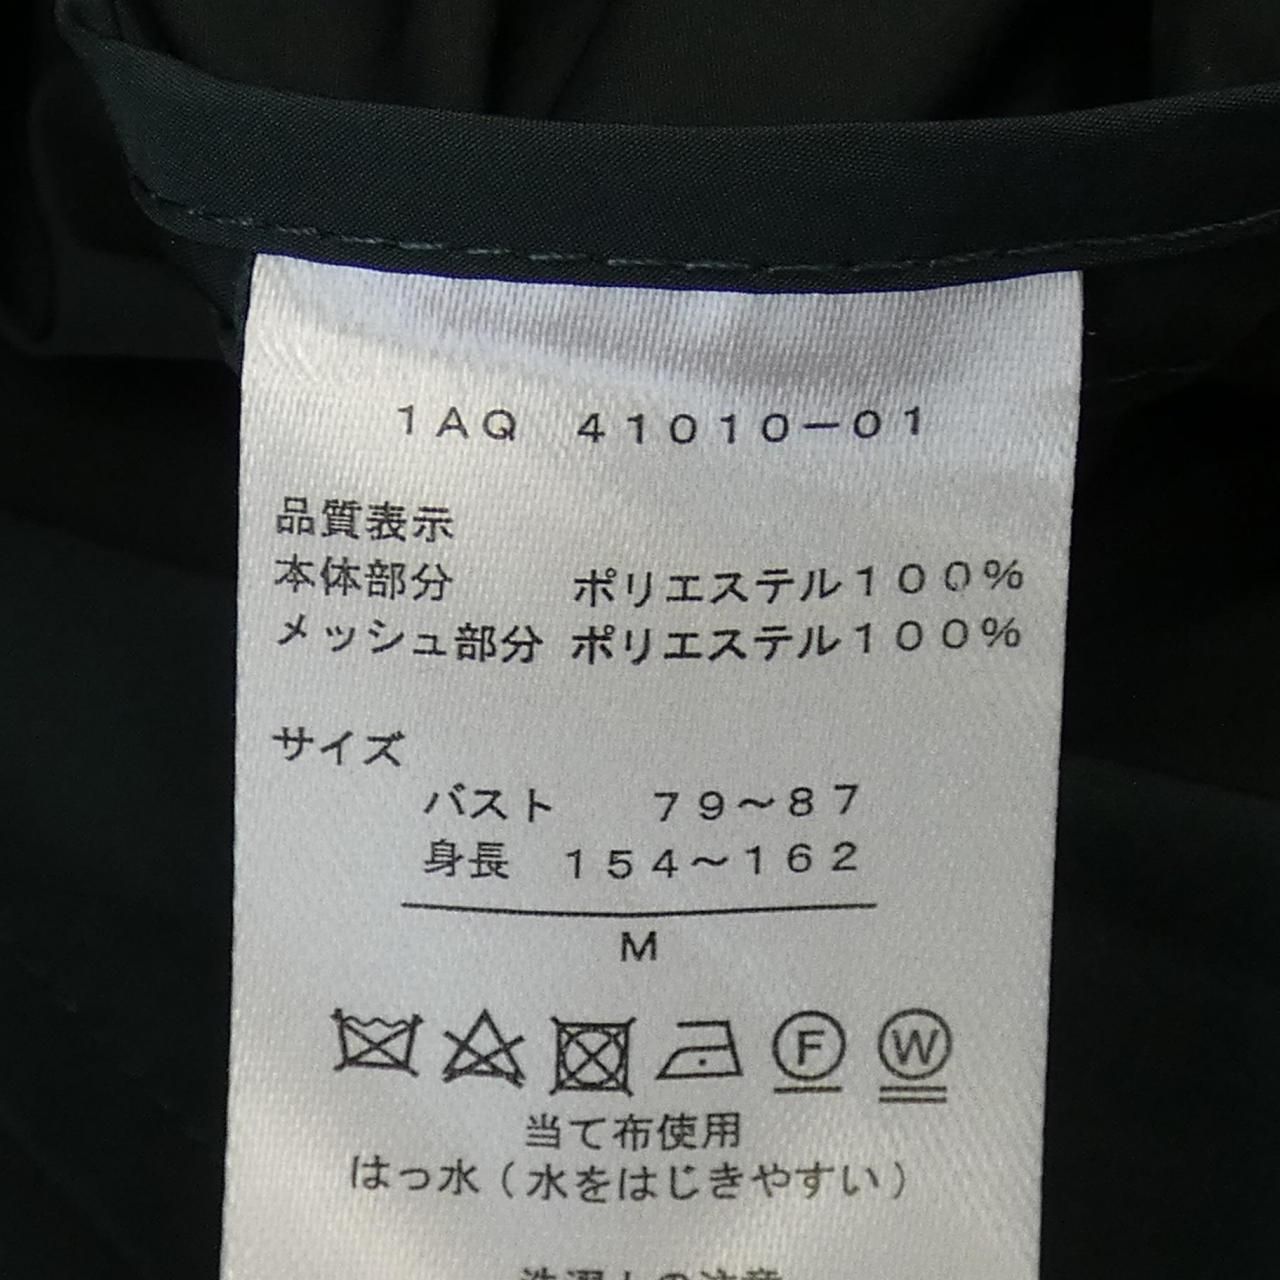 1AQ 41010-01
品質表示
本体部分 ポリエステル100%
メッシュ部分 ポリエステル100%
サイズ
バスト 79~87
身長 154~162
M
F W
当て布使用
はっ水(水をはじきやすい)